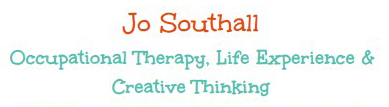 Jo Southall
Occupational Therapy, Life Experience &
Creative Thinking